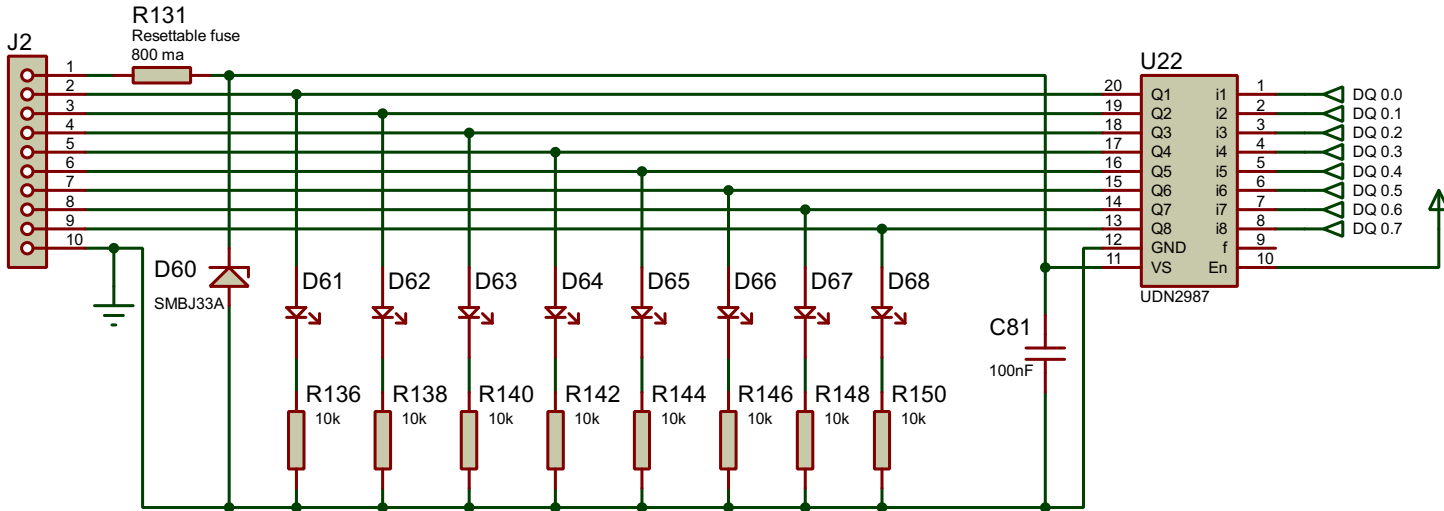 R131
Resettable fuse
800 ma
J2
1
2
3
4
5
6
7
8
9
10
U22
20 Q1 i1 1 DQ 0.0
19 Q2 i2 2 DQ 0.1
18 Q3 i3 3 DQ 0.2
17 Q4 i4 4 DQ 0.3
16 Q5 i5 5 DQ 0.4
15 Q6 i6 6 DQ 0.5
14 Q7 i7 7 DQ 0.6
13 Q8 i8 8 DQ 0.7
12 GND f 9
11 VS En 10
UDN2987
D60
SMBJ33A
D61 D62 D63 D64 D65 D66 D67 D68
C81
100nF
R136 R138 R140 R142 R144 R146 R148 R150
10k 10k 10k 10k 10k 10k 10k 10k